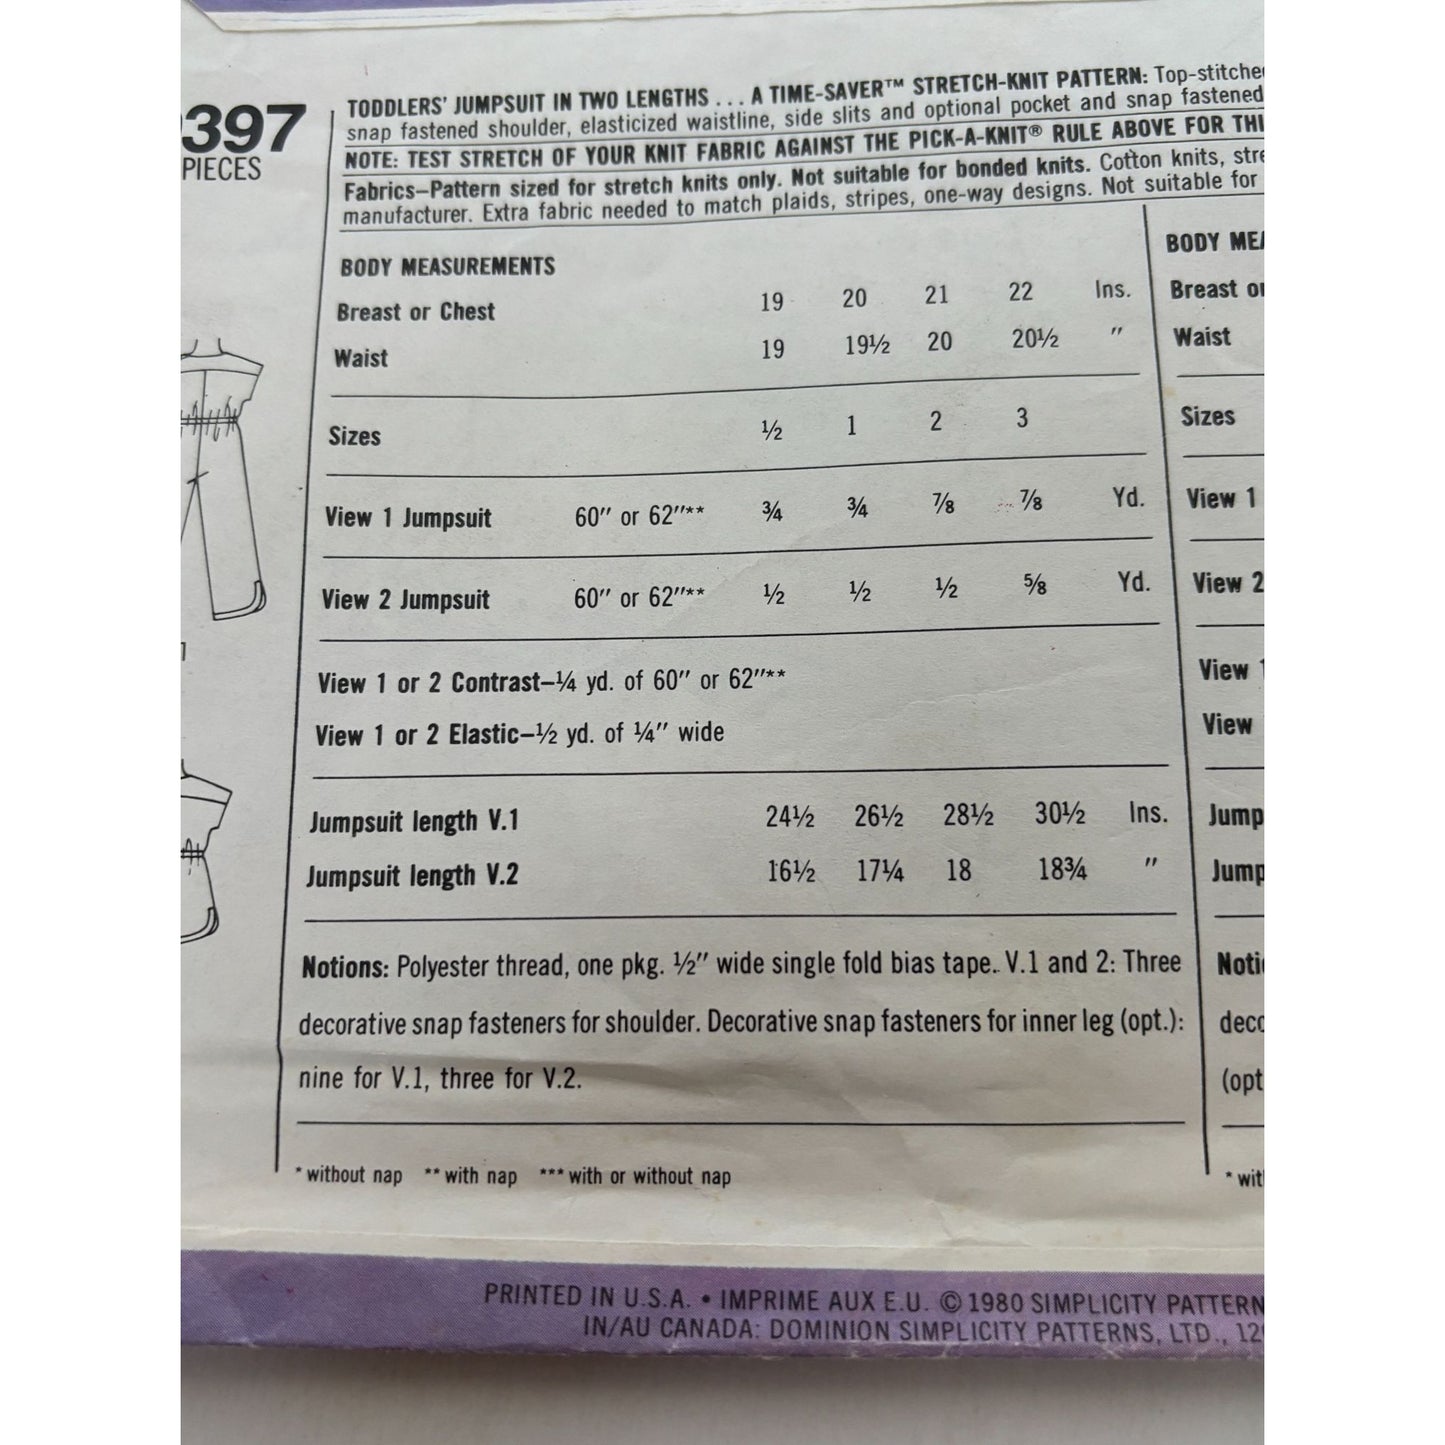 397
PIECES
TODDLERS' JUMPSUIT IN TWO LENGTHS . . . A TIME-SAVER™ STRETCH-KNIT PATTERN: Top-stitched
snap fastened shoulder, elasticized waistline, side slits and optional pocket and snap fastened
NOTE: TEST STRETCH OF YOUR KNIT FABRIC AGAINST THE PICK-A-KNIT® RULE ABOVE FOR
Fabrics–Pattern sized for stretch knits only. Not suitable for bonded knits. Cotton knits,
manufacturer. Extra fabric needed to match plaids, stripes, one-way designs. Not suitable for
BODY MEASUREMENTS
Breast or Chest 19 20 21 22 Ins.
Waist 19 19½ 20 20½ "
Sizes ½ 1 2 3
View 1 Jumpsuit 60" or 62"** ¾ ¾ ⅞ ⅞ Yd.
View 2 Jumpsuit 60" or 62"** ½ ½ ½ ⅝ Yd.
View 1 or 2 Contrast–¼ yd. of 60" or 62"**
View 1 or 2 Elastic–½ yd. of ¼" wide
Jumpsuit length V.1 24½ 26½ 28½ 30½ Ins.
Jumpsuit length V.2 16½ 17¼ 18 18¾ "
Notions: Polyester thread, one pkg. ½" wide single fold bias tape. V.1 and 2: Three
decorative snap fasteners for shoulder. Decorative snap fasteners for inner leg (opt.):
nine for V.1, three for V.2.
* without nap ** with nap *** with or without nap
BODY
Breast
Waist
Sizes
View 1
View 2
View
View
Jump
Jump
Noti
deco
(opt
* wit
PRINTED IN U.S.A. • IMPRIME AUX E.U. © 1980 SIMPLICITY PATTERN
IN/AU CANADA: DOMINION SIMPLICITY PATTERNS, LTD., 12